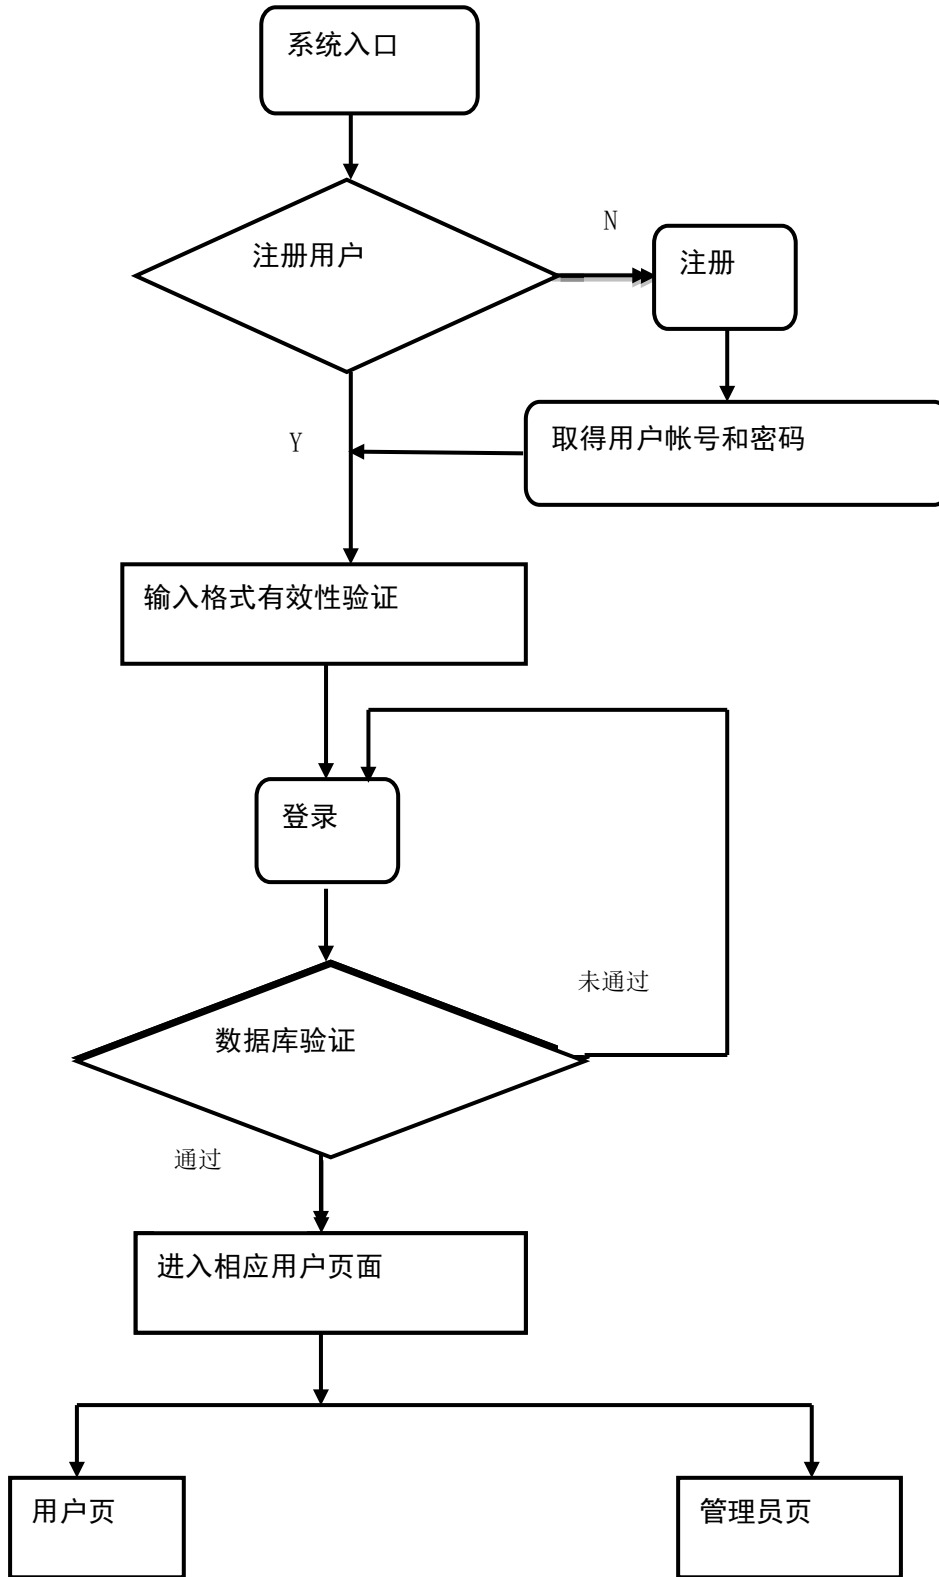 系统入口
注册用户
N
注册
Y
取得用户帐号和密码
输入格式有效性验证
登录
未通过
数据库验证
通过
进入相应用户页面
用户页
管理员页